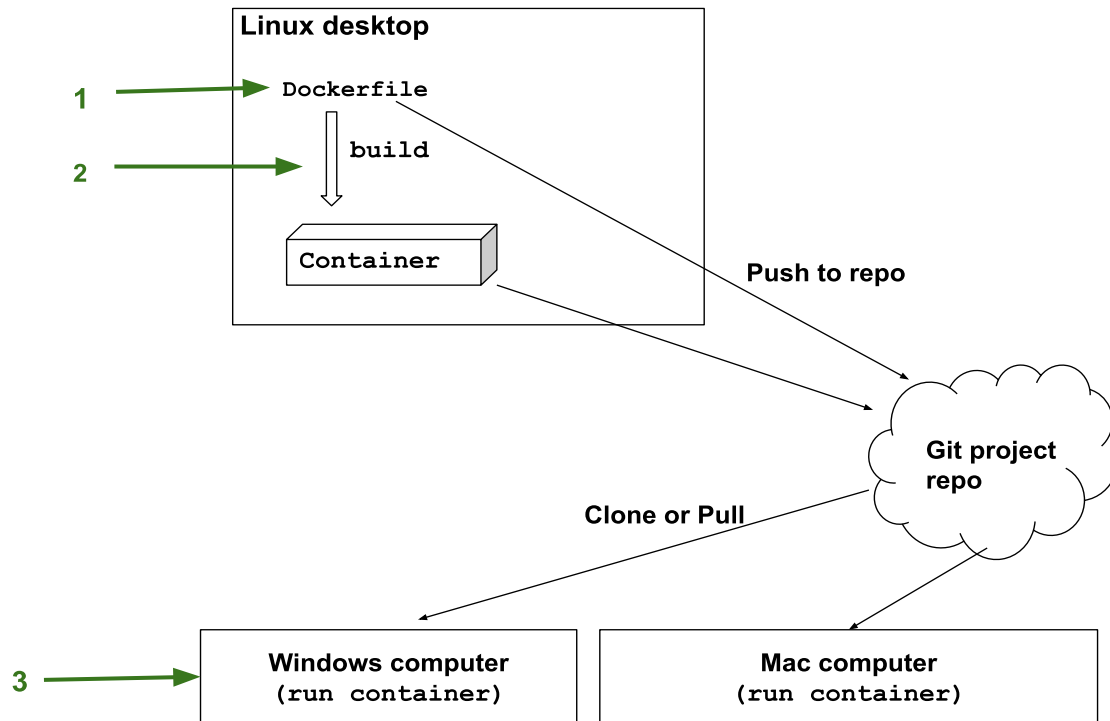 Linux desktop
1
Dockerfile
build
2
Container
Push to repo
Git project
repo
Clone or Pull
Windows computer
(run container)
Mac computer
(run container)
3